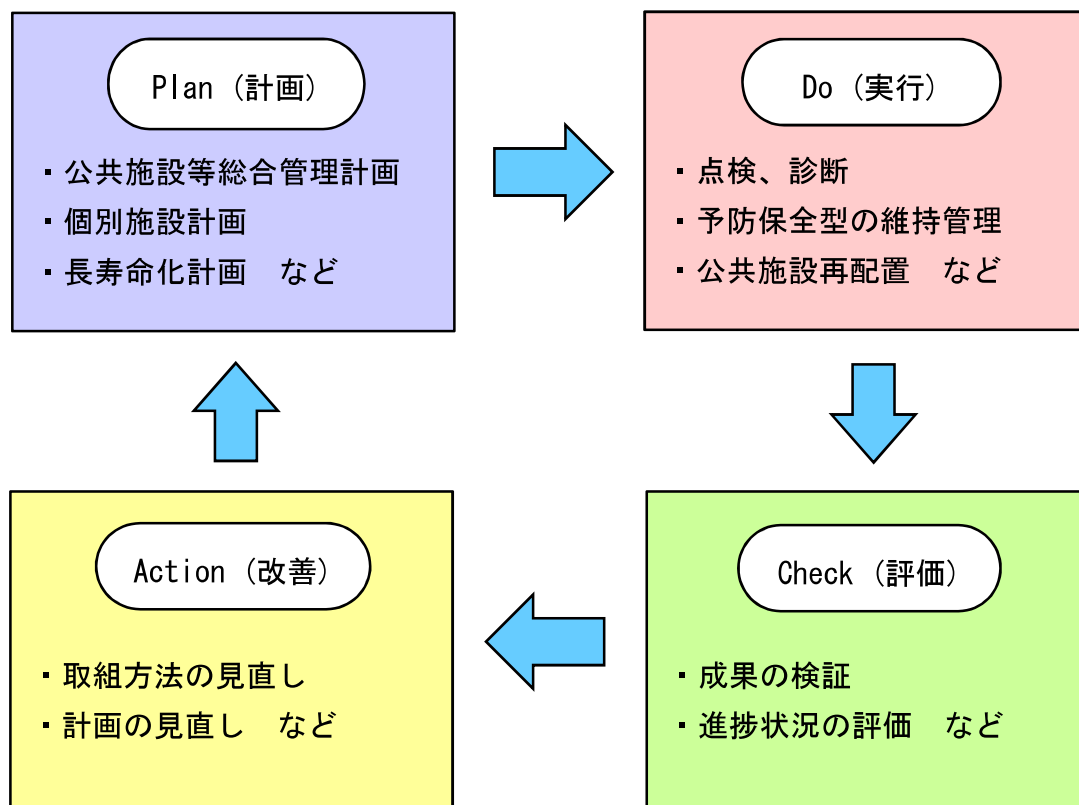 Plan（計画）
・公共施設等総合管理計画
・個別施設計画
・長寿命化計画　など
Do（実行）
・点検、診断
・予防保全型の維持管理
・公共施設再配置　など
Action（改善）
・取組方法の見直し
・計画の見直し　など
Check（評価）
・成果の検証
・進捗状況の評価　など